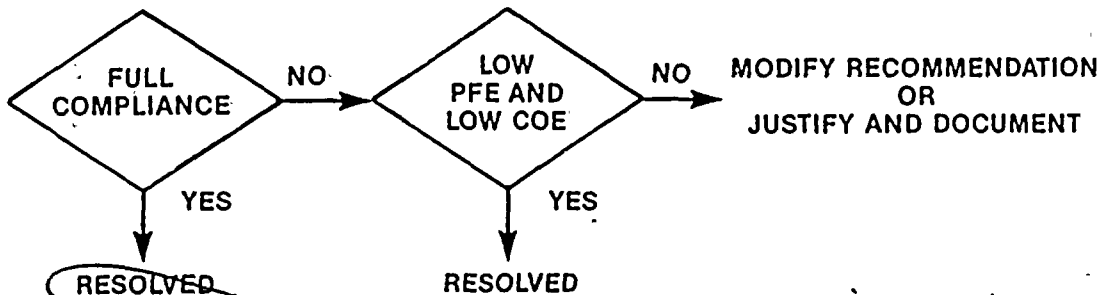 FULL
COMPLIANCE
NO
LOW
PFE AND
LOW COE
NO
MODIFY RECOMMENDATION
OR
JUSTIFY AND DOCUMENT
YES
YES
RESOLVED
RESOLVED